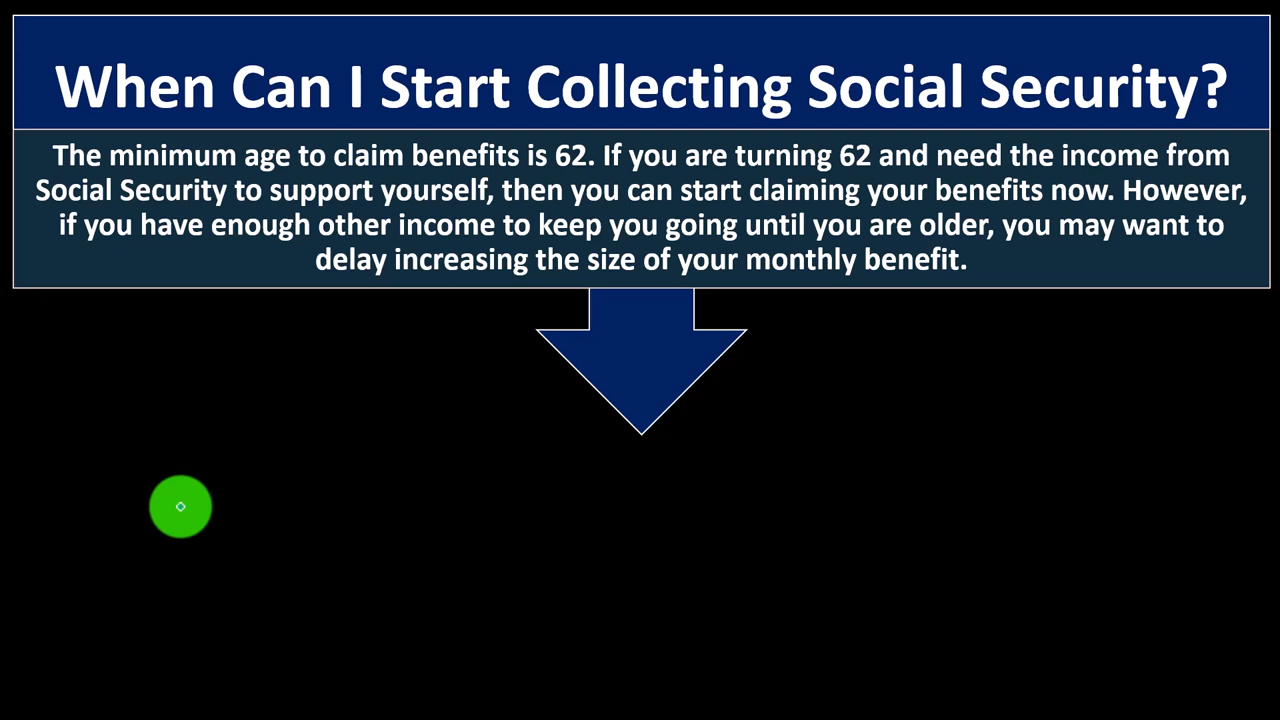 When Can I Start Collecting Social Security?
The minimum age to claim benefits is 62. If you are turning 62 and need the income from
Social Security to support yourself, then you can start claiming your benefits now. However,
if you have enough other income to keep you going until you are older, you may want to
delay increasing the size of your monthly benefit.